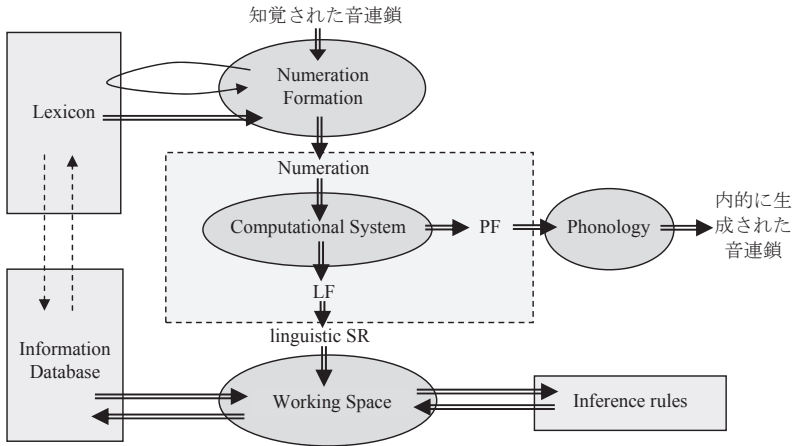 知覚された音連鎖
Numeration
Formation
Lexicon
Numeration
Computational System
PF
Phonology
内的に生
成された
音連鎖
LF
linguistic SR
Information
Database
Working Space
Inference rules